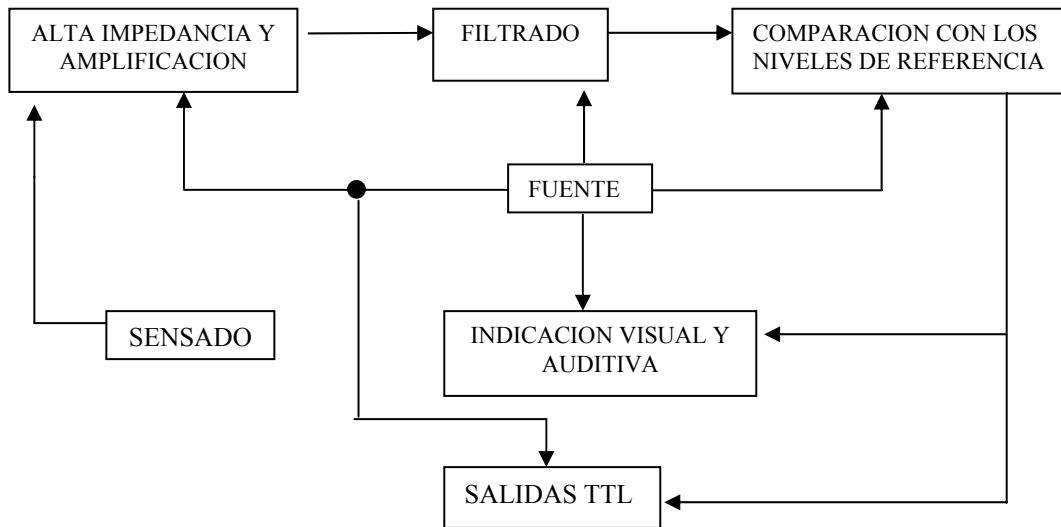 ALTA IMPEDANCIA Y
AMPLIFICACION
FILTRADO
COMPARACION CON LOS
NIVELES DE REFERENCIA
FUENTE
SENSADO
INDICACION VISUAL Y
AUDITIVA
SALIDAS TTL